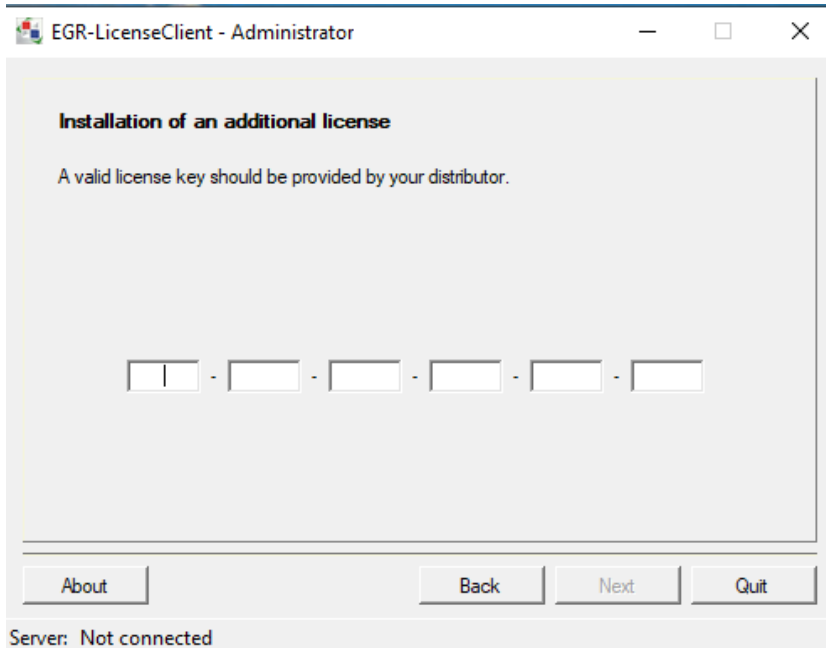 EGR-LicenseClient - Administrator
Installation of an additional license
A valid license key should be provided by your distributor.
- - - - -
About Back Next Quit
Server: Not connected